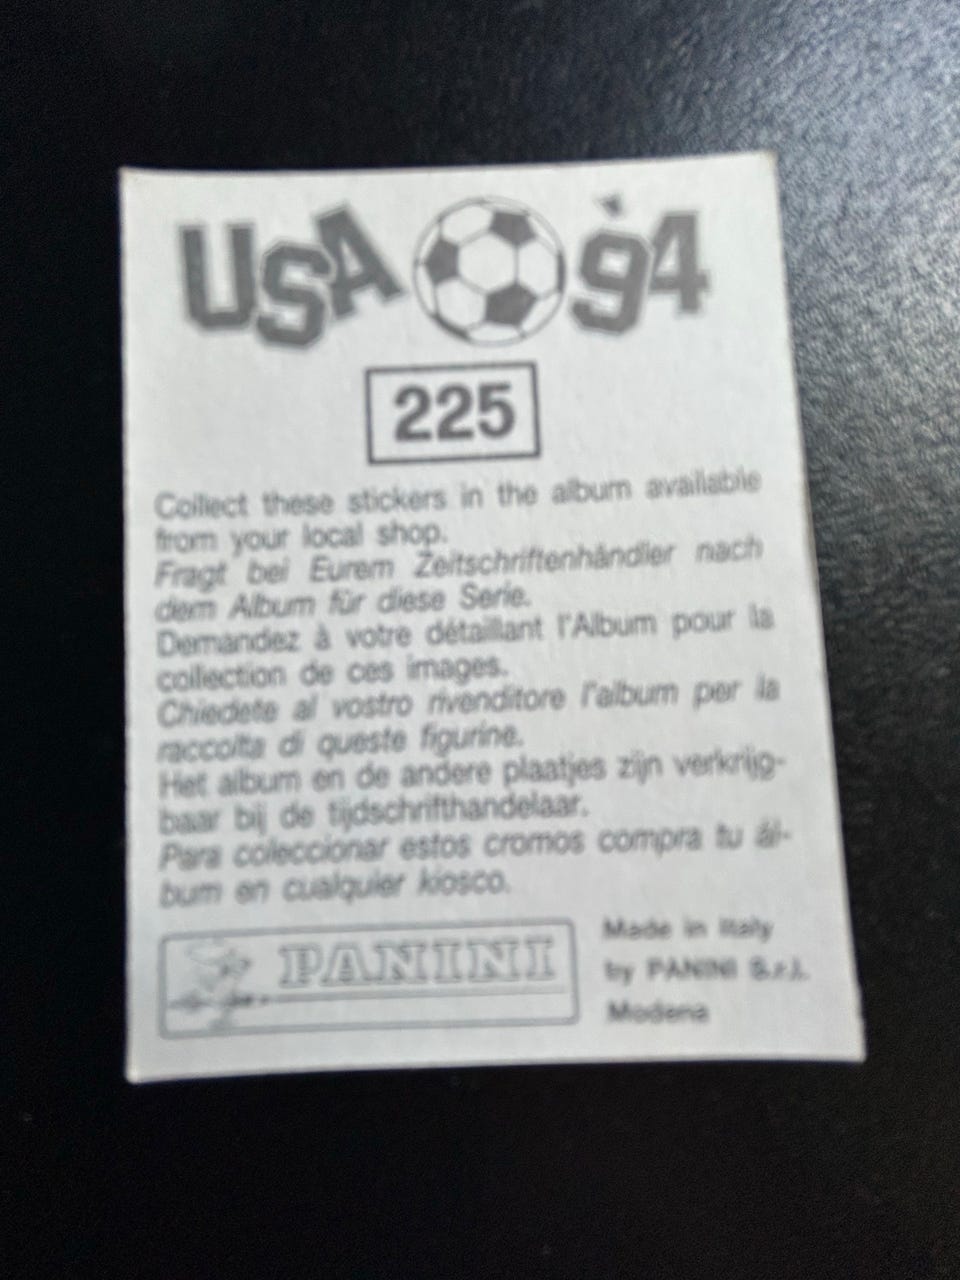 USA 94
225
Collect these stickers in the album available
from your local shop.
Fragt bei Eurem Zeitschriftenhändler nach
dem Album für diese Serie.
Demandez à votre détaillant l'Album pour la
collection de ces images.
Chiedete al vostro rivenditore l'album per la
raccolta di queste figurine.
Het album en de andere plaatjes zijn verkrijg-
baar bij de tijdschrifthandelaar.
Para coleccionar estos cromos compra tu ál-
bum en cualquier kiosco.
PANINI
Made in Italy
by PANINI S.r.l.
Modena